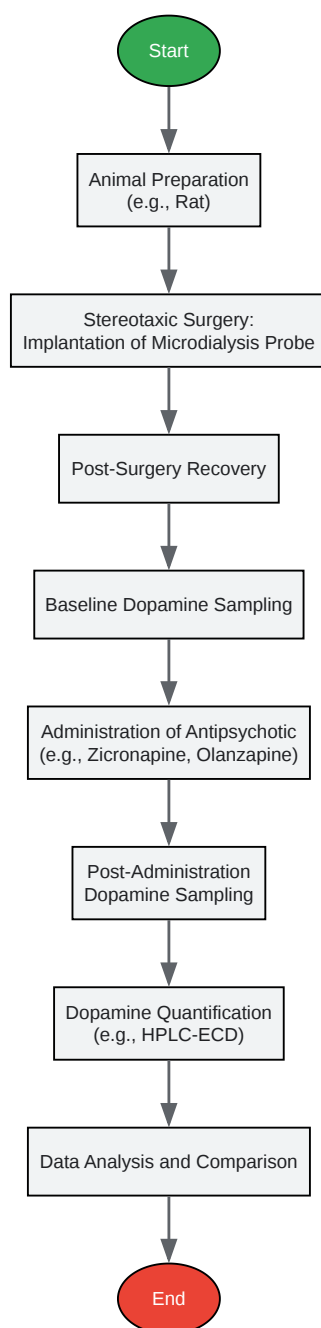 Start
Animal Preparation
(e.g., Rat)
Stereotaxic Surgery:
Implantation of Microdialysis Probe
Post-Surgery Recovery
Baseline Dopamine Sampling
Administration of Antipsychotic
(e.g., Zicronapine, Olanzapine)
Post-Administration
Dopamine Sampling
Dopamine Quantification
(e.g., HPLC-ECD)
Data Analysis and Comparison
End